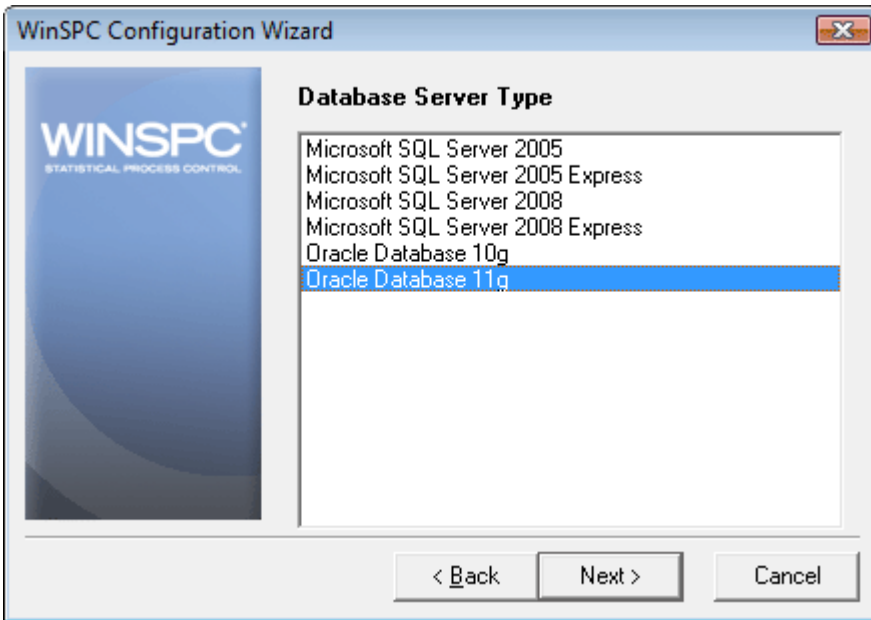 WinSPC Configuration Wizard
WINSPC
STATISTICAL PROCESS CONTROL
Database Server Type
Microsoft SQL Server 2005
Microsoft SQL Server 2005 Express
Microsoft SQL Server 2008
Microsoft SQL Server 2008 Express
Oracle Database 10g
Oracle Database 11g
< Back
Next >
Cancel